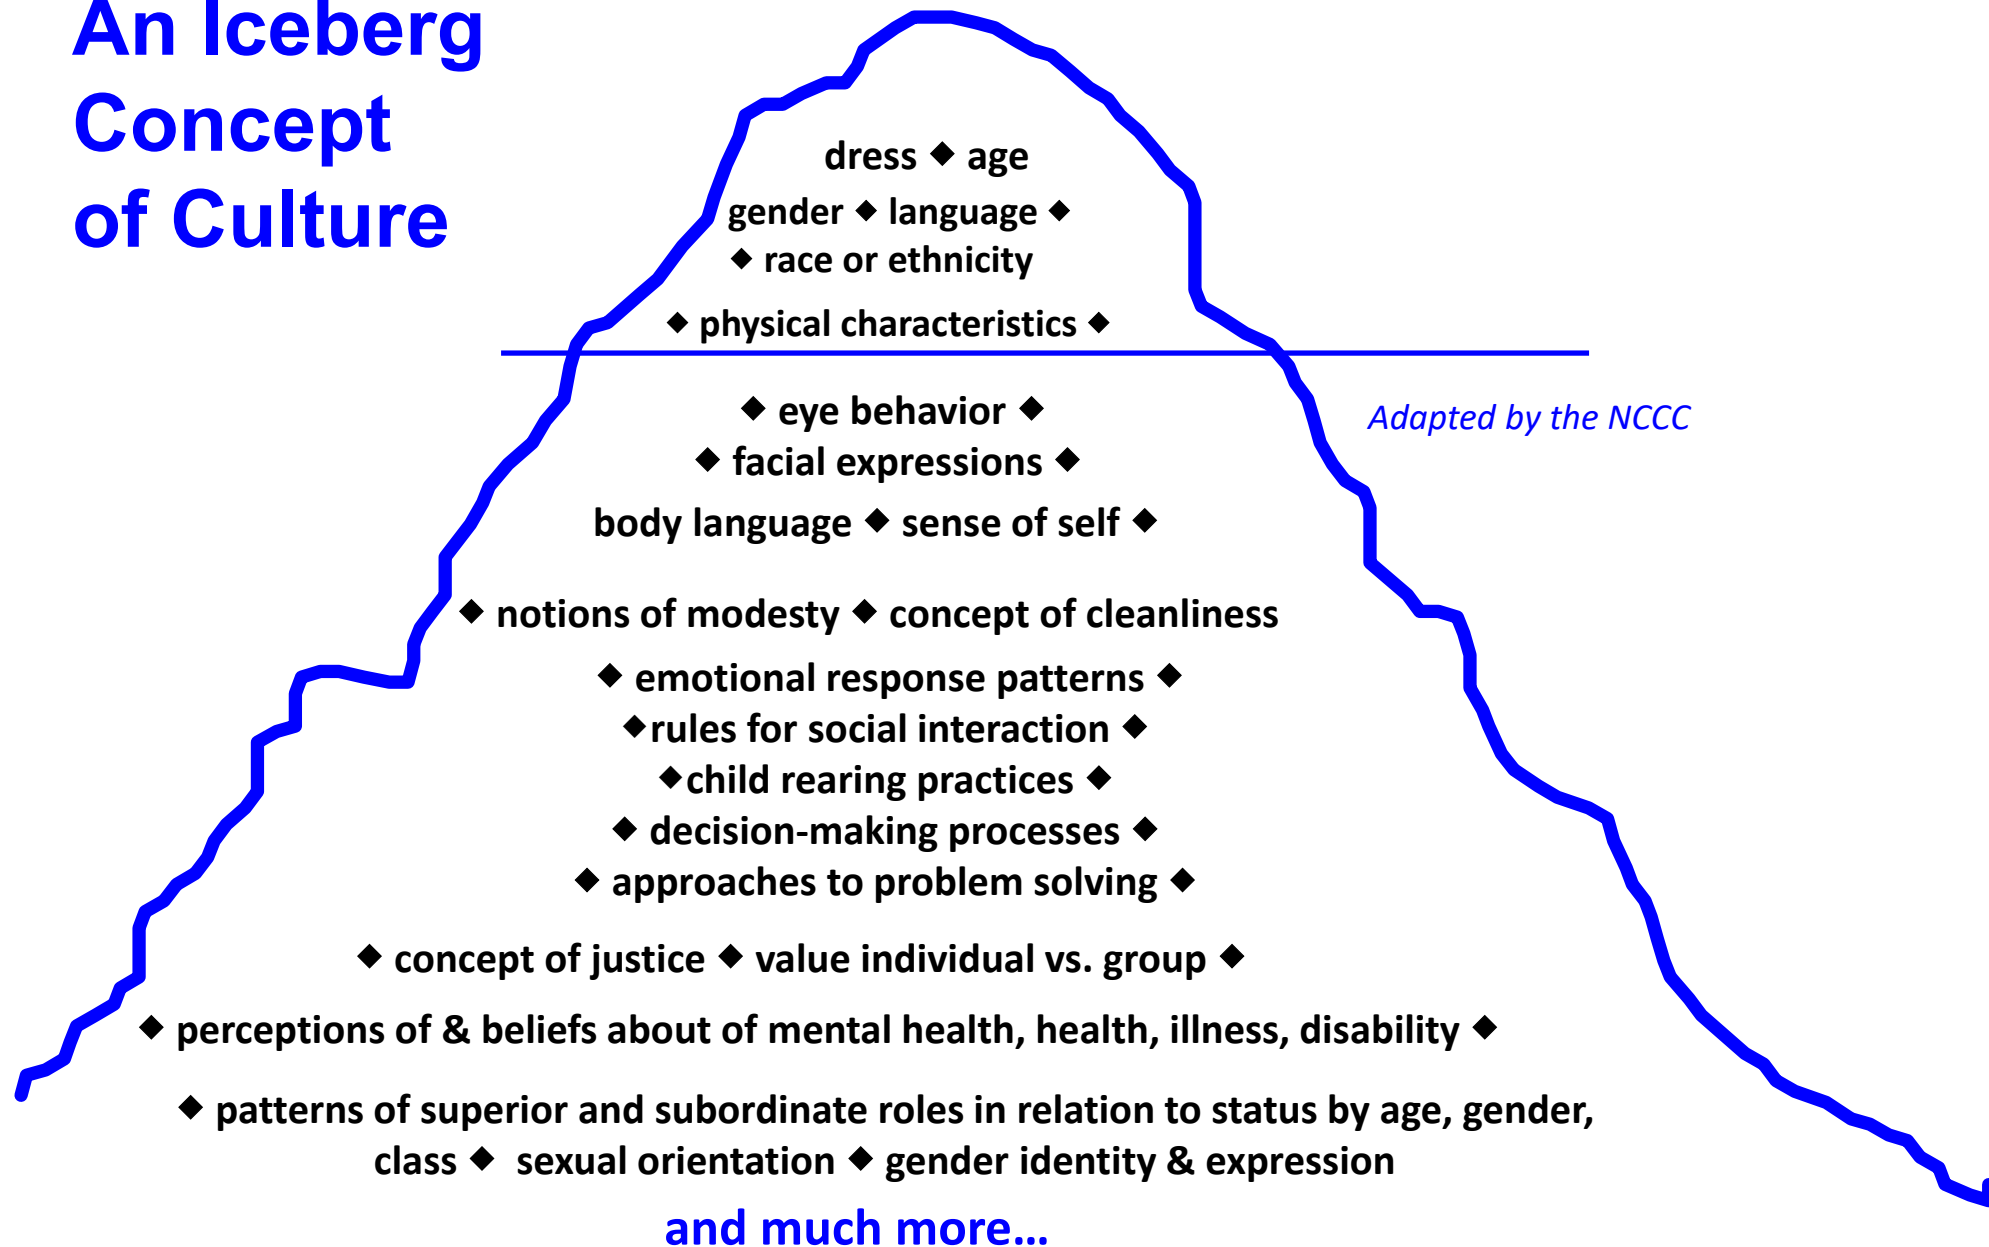 An Iceberg
Concept
of Culture
dress ◆ age
gender ◆ language ◆
◆ race or ethnicity
◆ physical characteristics ◆
◆ eye behavior ◆
Adapted by the NCCC
◆ facial expressions ◆
body language ◆ sense of self ◆
◆ notions of modesty ◆ concept of cleanliness
◆ emotional response patterns ◆
◆ rules for social interaction ◆
◆ child rearing practices ◆
◆ decision-making processes ◆
◆ approaches to problem solving ◆
◆ concept of justice ◆ value individual vs. group ◆
◆ perceptions of & beliefs about of mental health, health, illness, disability ◆
◆ patterns of superior and subordinate roles in relation to status by age, gender,
class ◆ sexual orientation ◆ gender identity & expression
and much more...